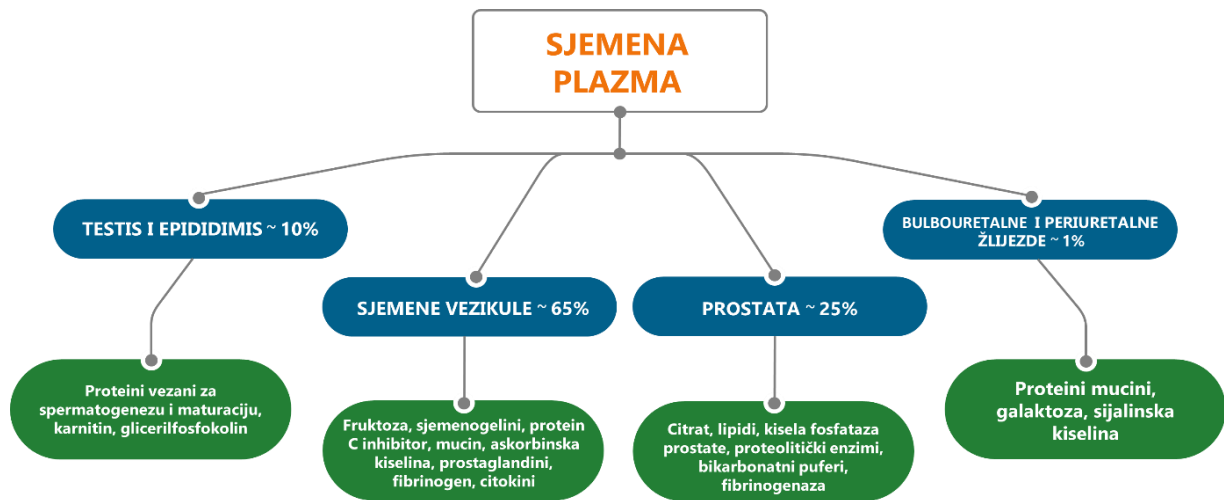 SJEMENA
PLAZMA
TESTIS I EPIDIDIMIS ~ 10%
BULBOURETALNE I PERIURETALNE
ŽLIJEZDE ~ 1%
SJEMENE VEZIKULE ~ 65%
PROSTATA ~ 25%
Proteini vezani za
spermatogenezu i maturaciju,
karnitin, glicerilfosfokolin
Fruktoza, sjemenogelini, protein
C inhibitor, mucin, askorbinska
kiselina, prostaglandini,
fibrinogen, citokini
Citrat, lipidi, kisela fosfataza
prostate, proteolitički enzimi,
bikarbonatni puferi,
fibrinogenaza
Proteini mucini,
galaktoza, sijalinska
kiselina